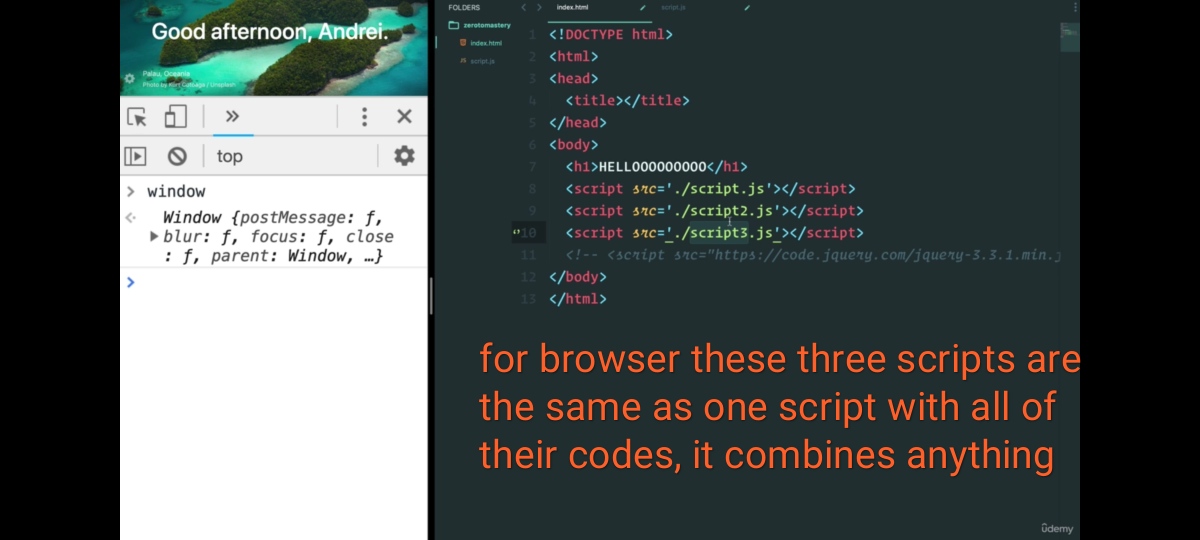 Good afternoon, Andrei.
Palau, Oceania
top
window
Window {postMessage: ƒ,
blur: ƒ, focus: ƒ, close
: ƒ, parent: Window, …}
FOLDERS
zerotomastery
index.html
script.js
index.html
script.js
1 <!DOCTYPE html>
2 <html>
3 <head>
4 <title></title>
5 </head>
6 <body>
7 <h1>HELLOOOOOOOOO</h1>
8 <script src='./script.js'></script>
9 <script src='./script2.js'></script>
10 <script src='./script3.js'></script>
11 <!-- <script src="https://code.jquery.com/jquery-3.3.1.min.j
12 </body>
13 </html>
for browser these three scripts are
the same as one script with all of
their codes, it combines anything
ûdemy